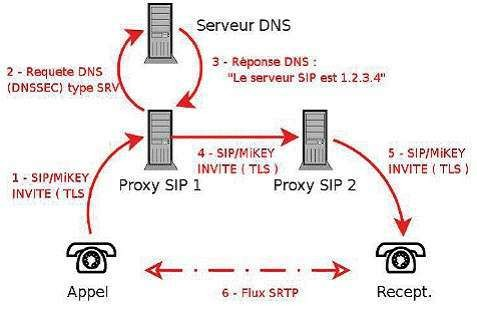 Serveur DNS
2 - Requete DNS
(DNSSEC) type SRV
3 - Réponse DNS :
"Le serveur SIP est 1.2.3.4"
1 - SIP/MiKEY
INVITE ( TLS )
Proxy SIP 1
4 - SIP/MiKEY
INVITE ( TLS )
Proxy SIP 2
5 - SIP/MiKEY
INVITE ( TLS )
Appel
6 - Flux SRTP
Recept.